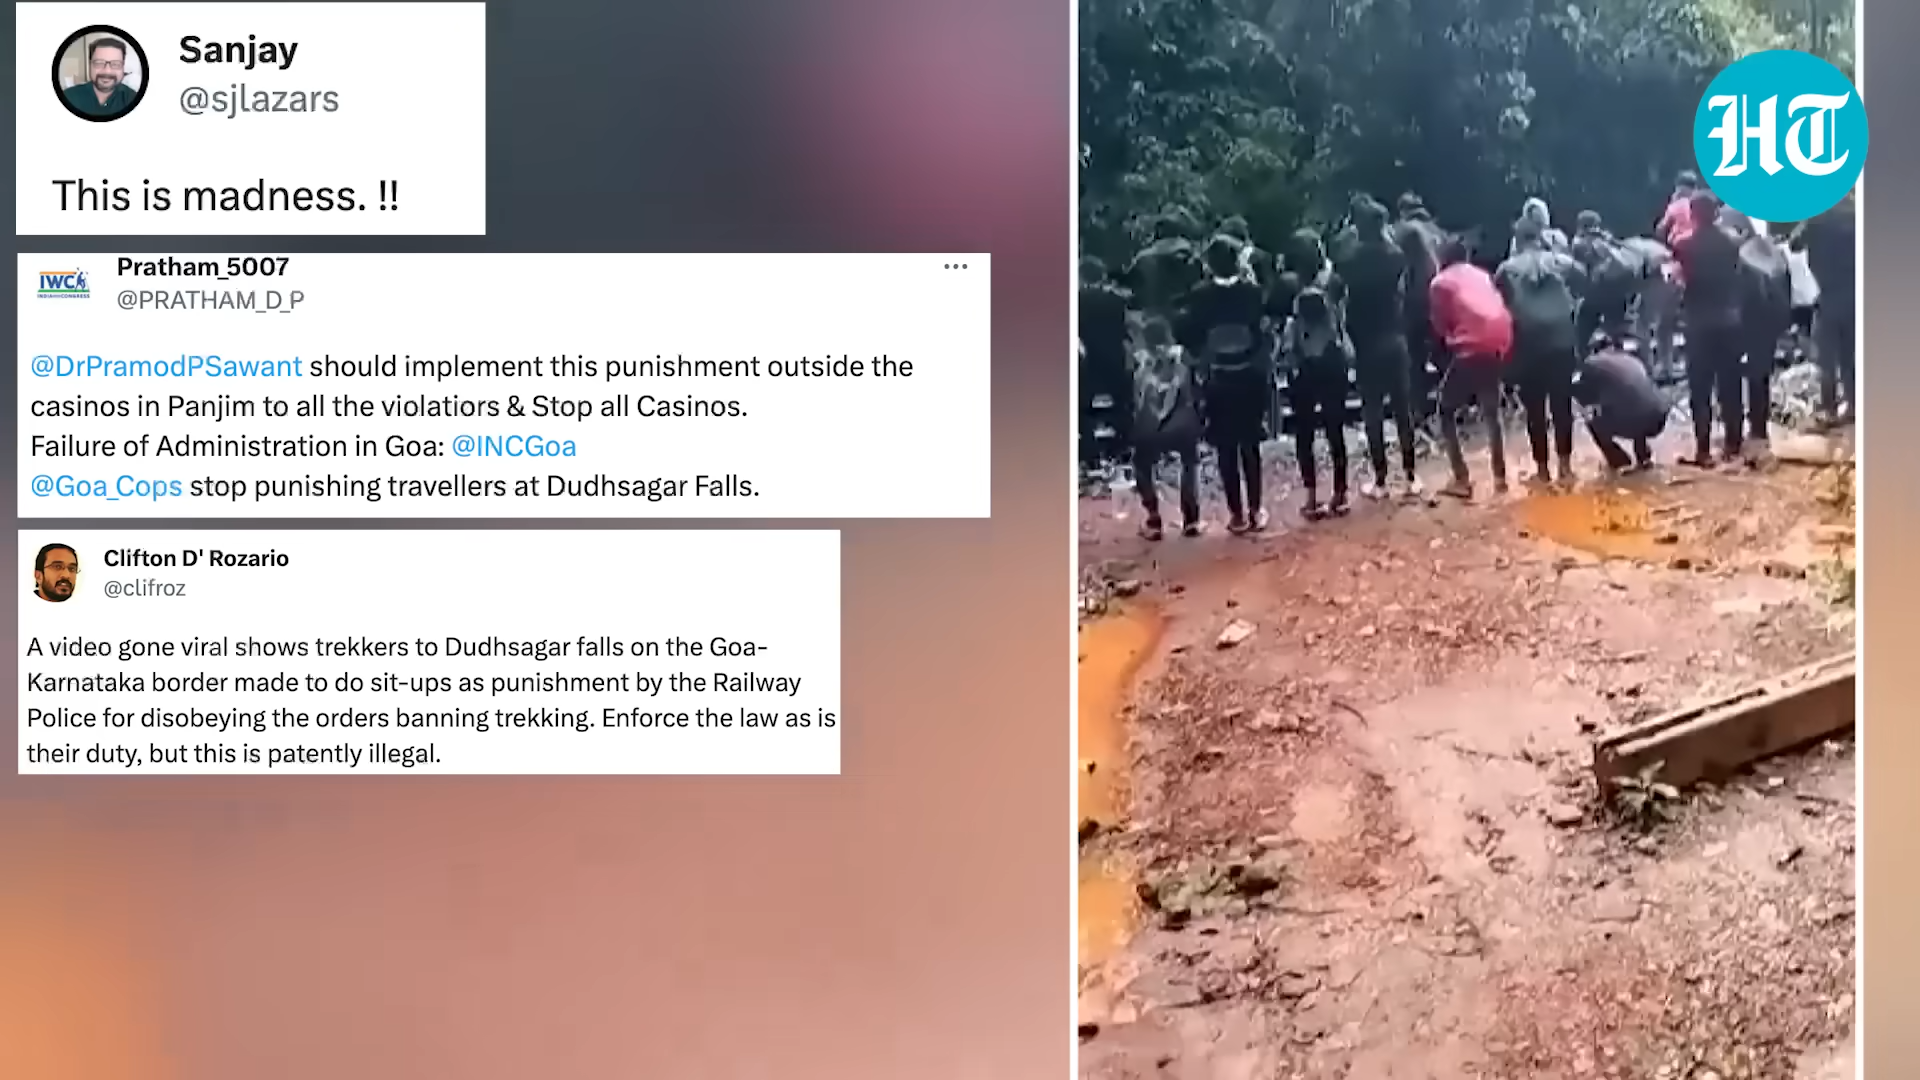 Sanjay
@sjlazars
This is madness. !!
IWC
Pratham_5007
@PRATHAM_D_P
@DrPramodPSawant should implement this punishment outside the
casinos in Panjim to all the violatiors & Stop all Casinos.
Failure of Administration in Goa: @INCGoa
@Goa_Cops stop punishing travellers at Dudhsagar Falls.
Clifton D' Rozario
@clifroz
A video gone viral shows trekkers to Dudhsagar falls on the Goa-
Karnataka border made to do sit-ups as punishment by the Railway
Police for disobeying the orders banning trekking. Enforce the law as is
their duty, but this is patently illegal.
HT